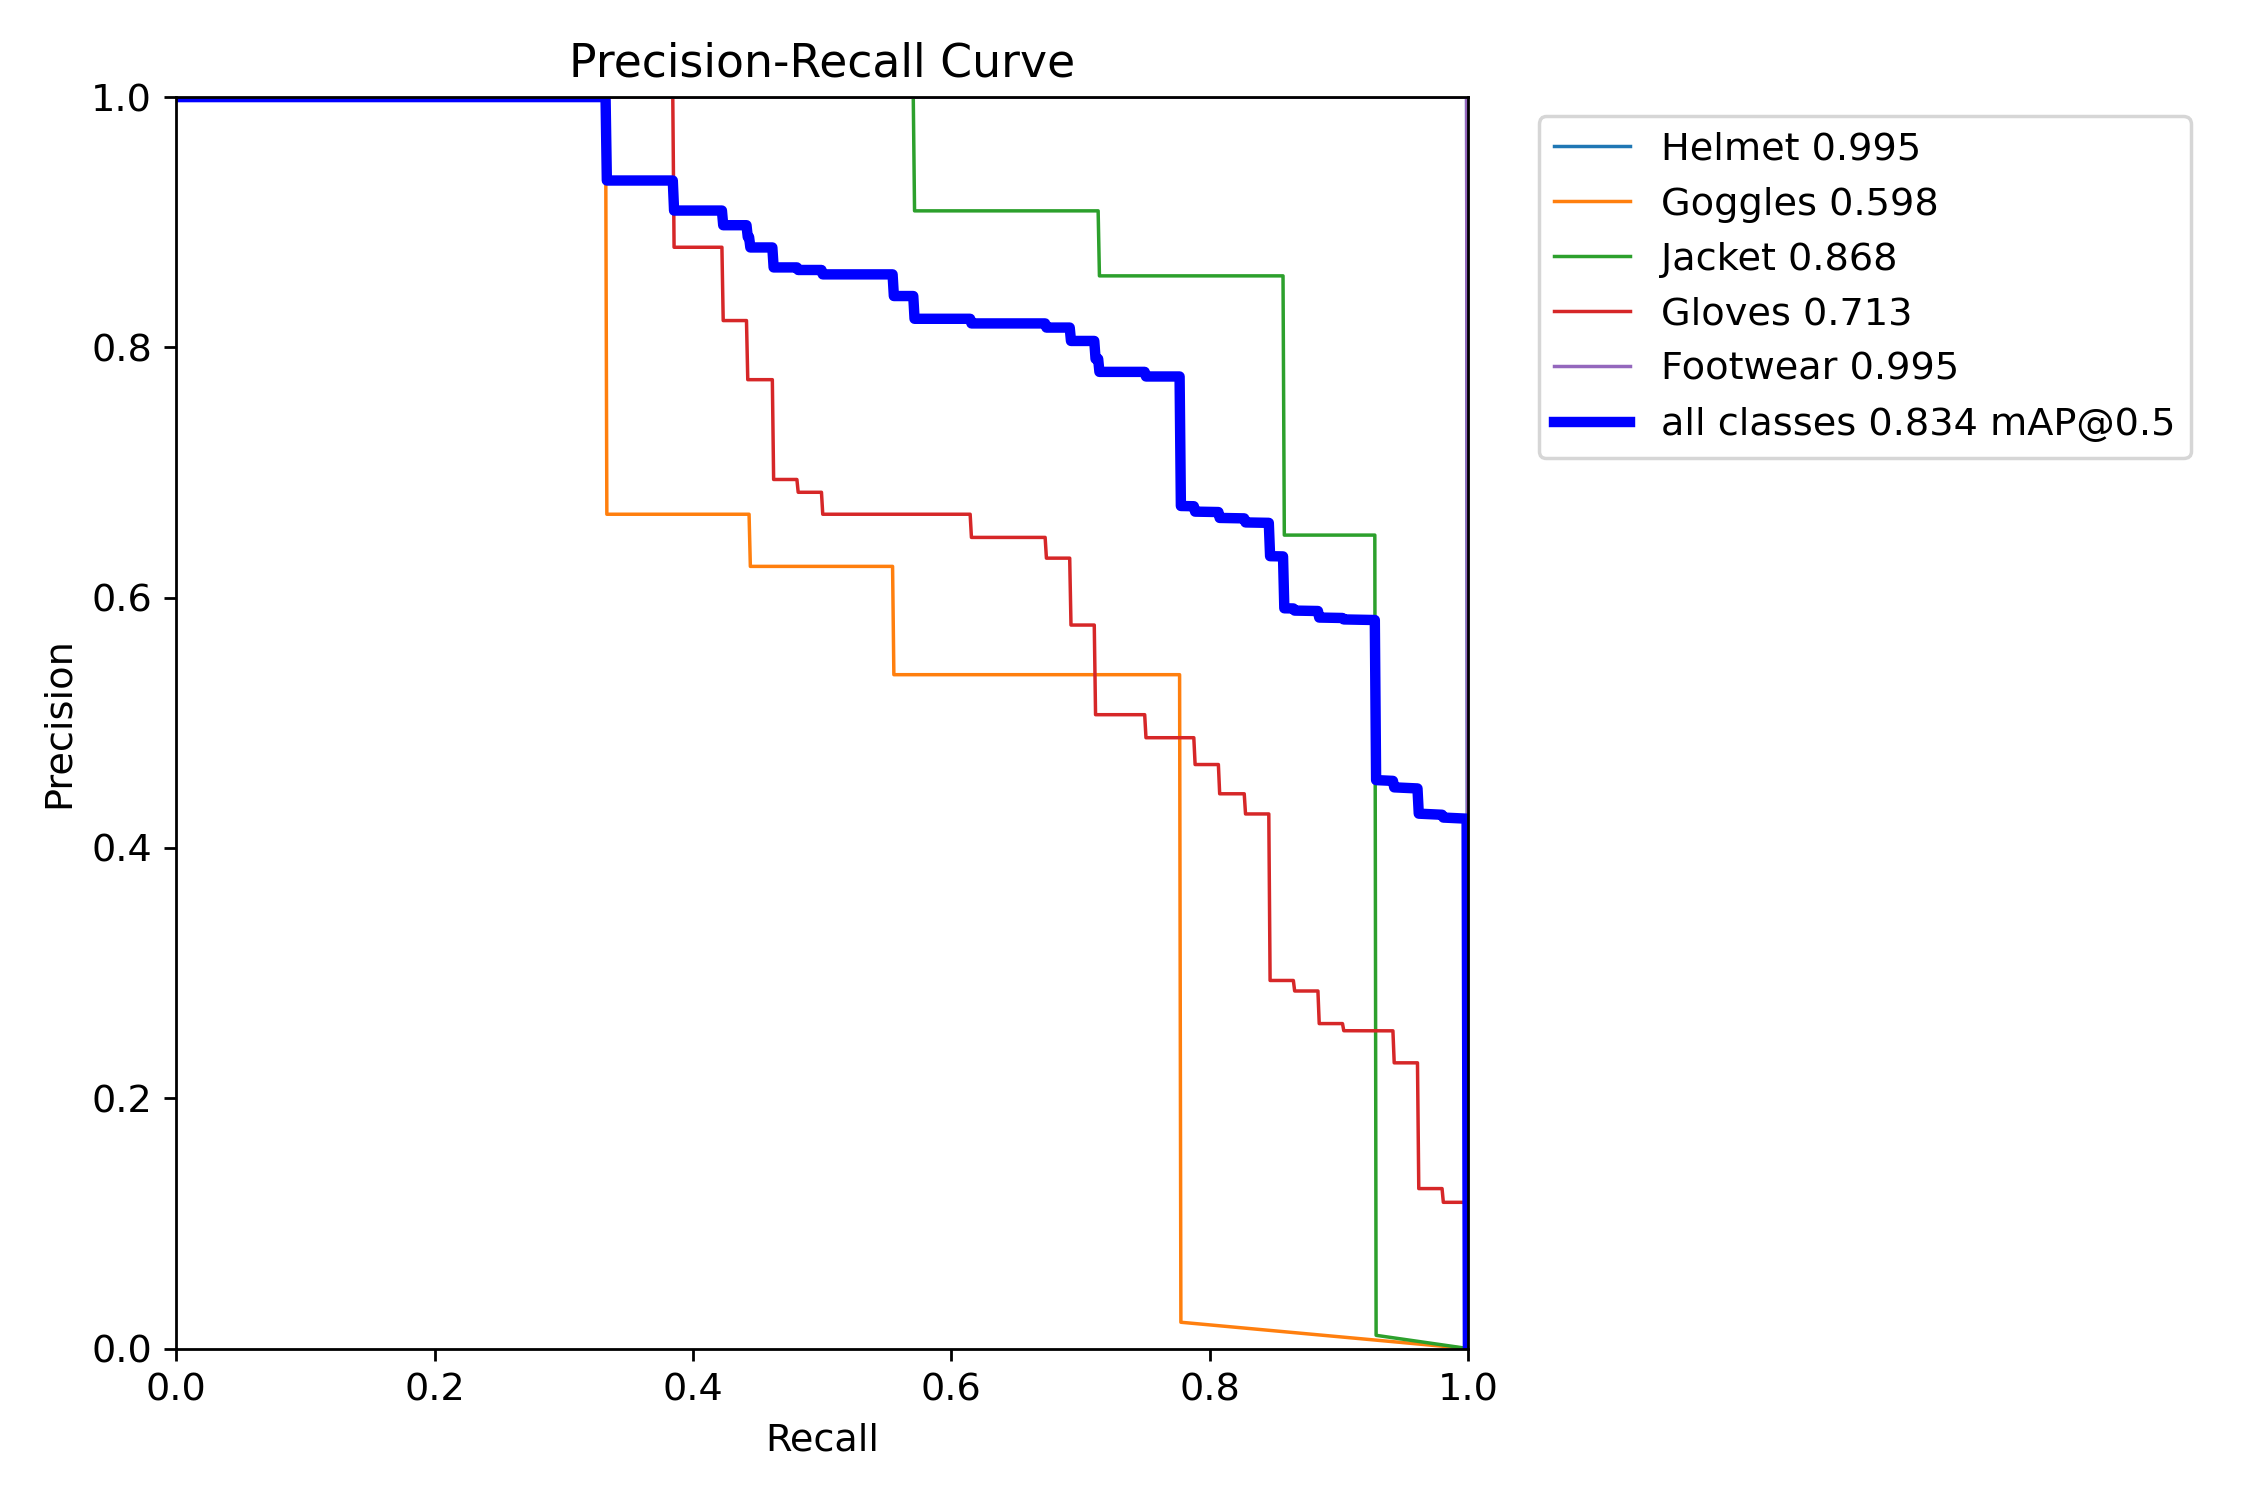 Precision-Recall Curve
1.0
0.8
0.6
0.4
0.2
0.0
Precision
0.0 0.2 0.4 0.6 0.8 1.0
Recall
Helmet 0.995
Goggles 0.598
Jacket 0.868
Gloves 0.713
Footwear 0.995
all classes 0.834 mAP@0.5